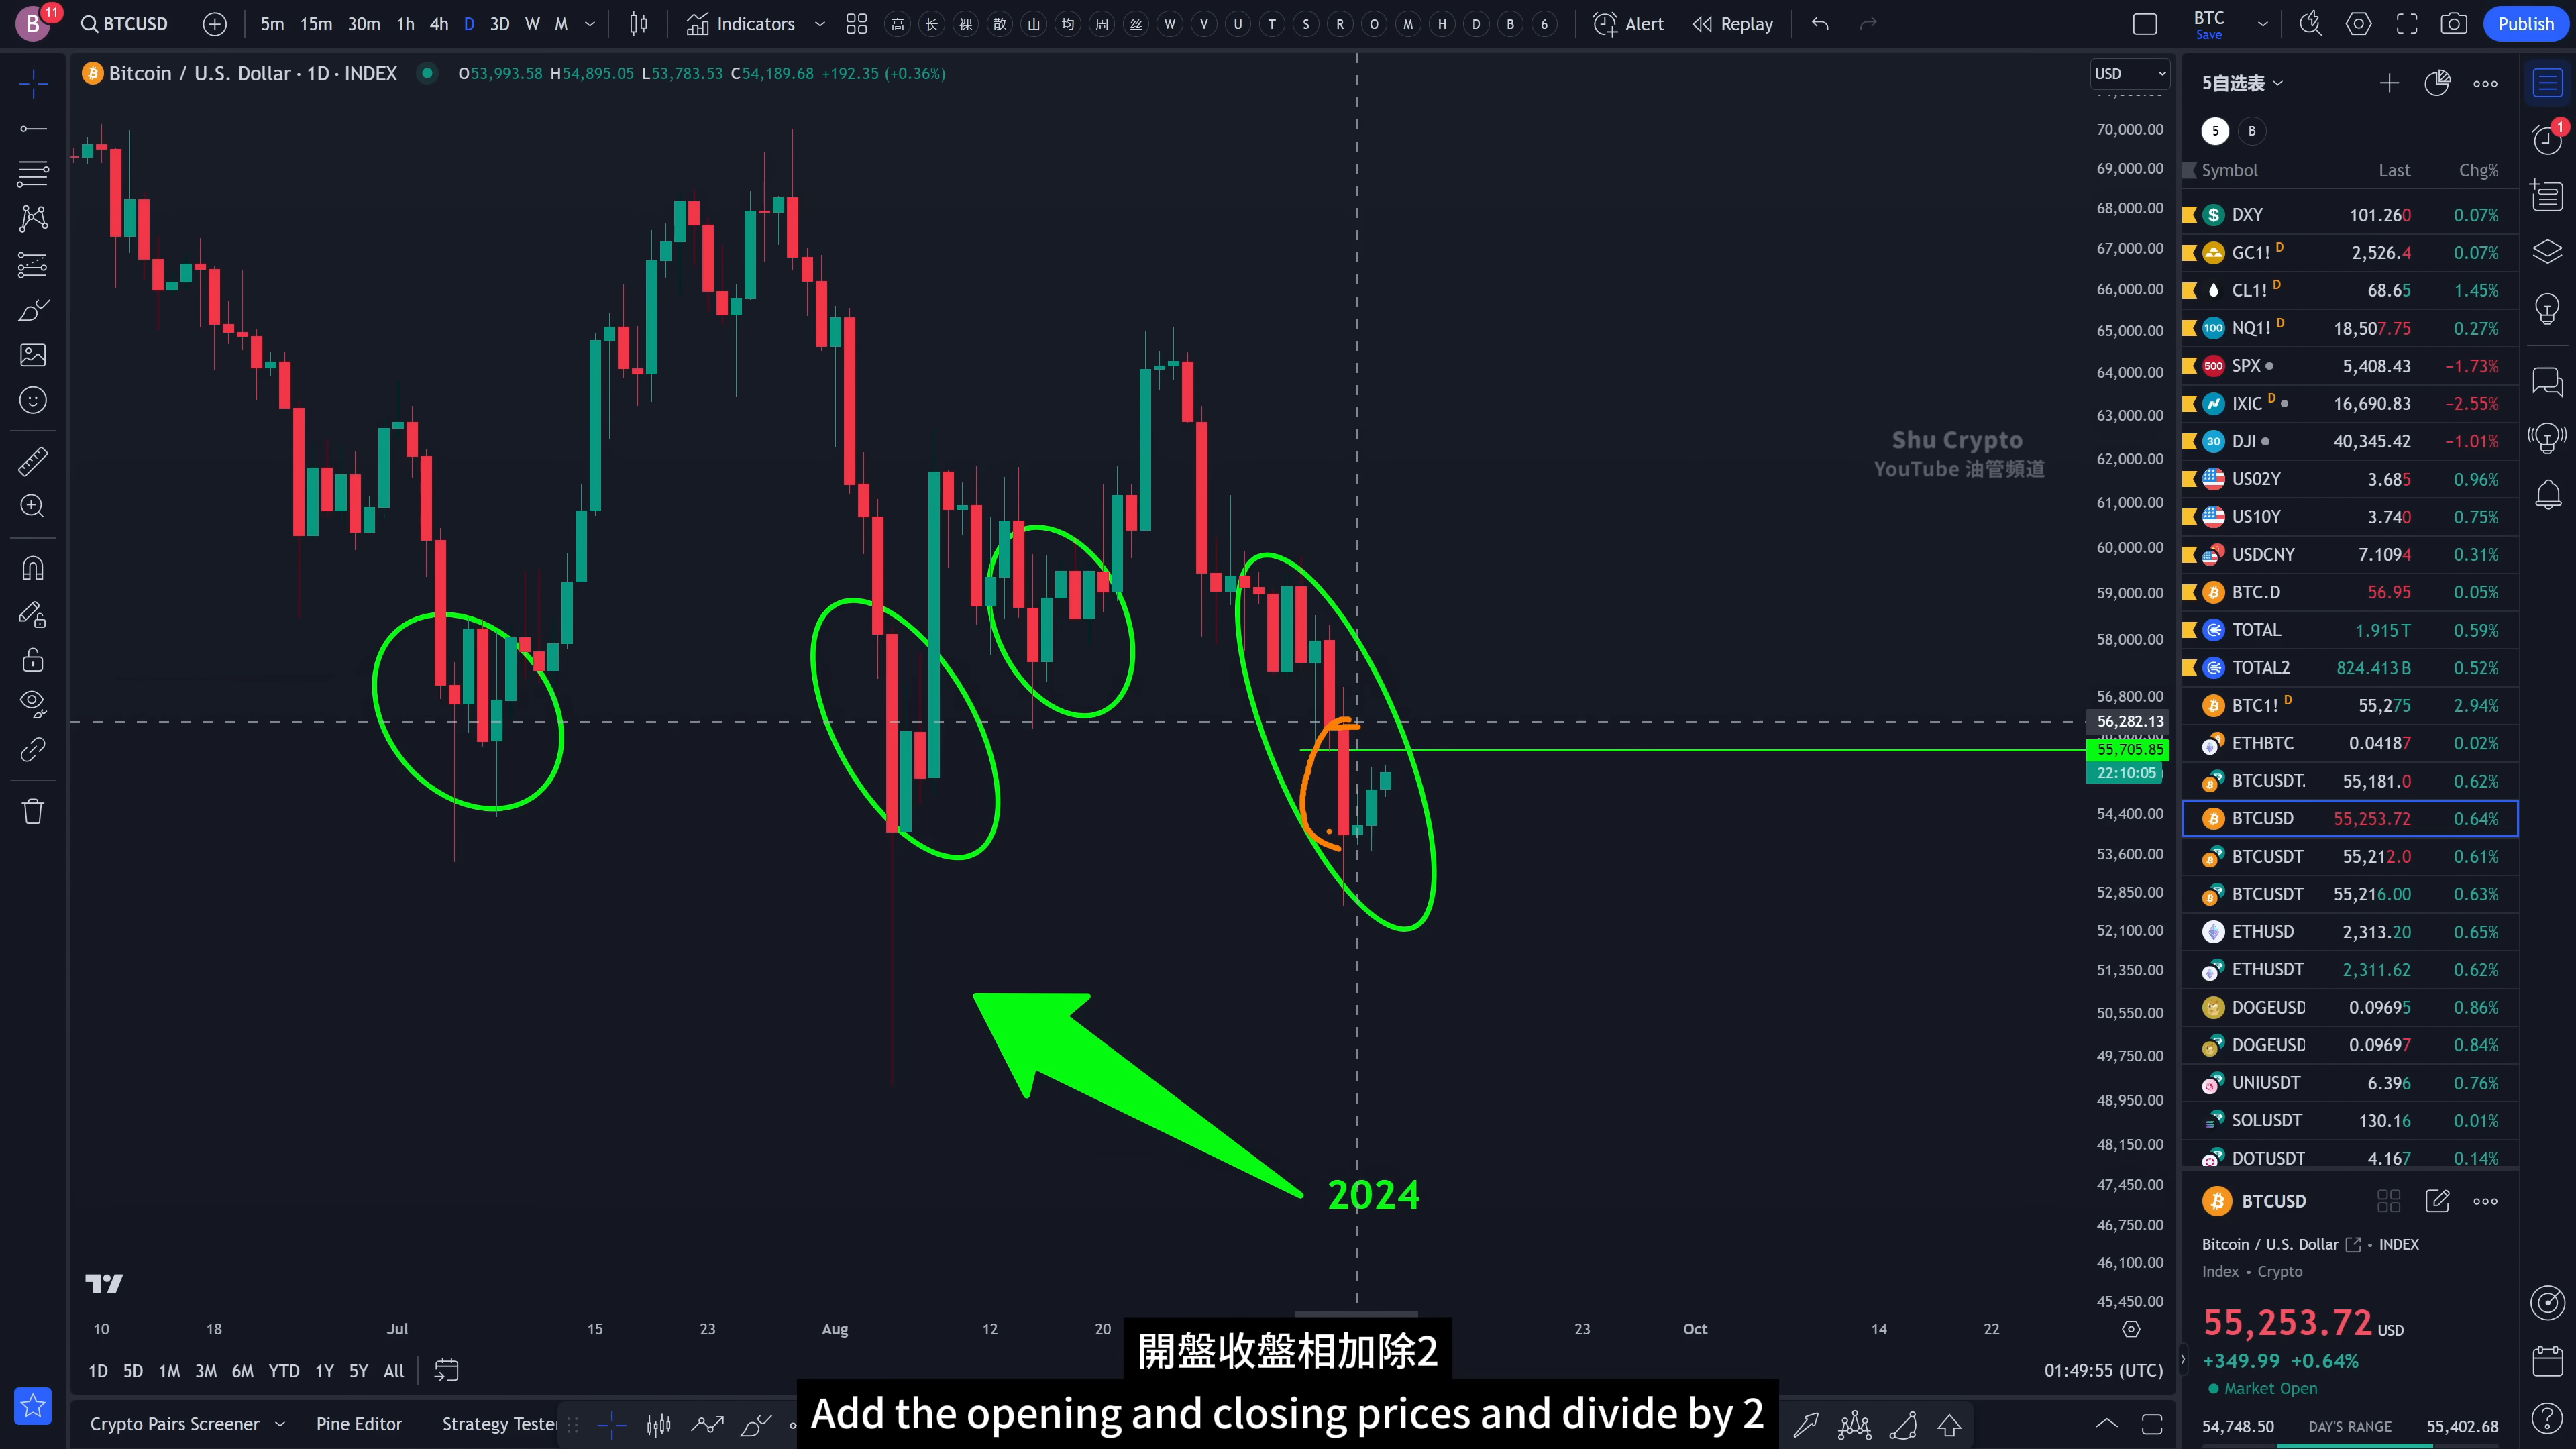 B 11 BTCUSD 5m 15m 30m 1h 4h D 3D W M Indicators 高 长 裸 散 山 均 周 丝 W V U T S R O M H D B 6 Alert Replay BTC Save Publish
Bitcoin / U.S. Dollar · 1D · INDEX O53,993.58 H54,895.05 L53,783.53 C54,189.68 +192.35 (+0.36%)
USD
70,000.00
69,000.00
68,000.00
67,000.00
66,000.00
65,000.00
64,000.00
63,000.00
62,000.00
61,000.00
60,000.00
59,000.00
58,000.00
56,800.00
56,282.13
55,705.85
22:10:05
54,400.00
53,600.00
52,850.00
52,100.00
51,350.00
50,550.00
49,750.00
48,950.00
48,150.00
47,450.00
46,750.00
46,100.00
45,450.00
Shu Crypto
YouTube 油管頻道
2024
10 18 Jul 15 23 Aug 12 20 23 Oct 14 22
1D 5D 1M 3M 6M YTD 1Y 5Y All
01:49:55 (UTC)
開盤收盤相加除2
Add the opening and closing prices and divide by 2
Crypto Pairs Screener Pine Editor Strategy Tester
5自选表
5 B
Symbol Last Chg%
DXY 101.260 0.07%
GC1! D 2,526.4 0.07%
CL1! D 68.65 1.45%
100 NQ1! D 18,507.75 0.27%
500 SPX 5,408.43 −1.73%
IXIC D 16,690.83 −2.55%
30 DJI 40,345.42 −1.01%
US02Y 3.685 0.96%
US10Y 3.740 0.75%
USDCNY 7.1094 0.31%
BTC.D 56.95 0.05%
TOTAL 1.915T 0.59%
TOTAL2 824.413B 0.52%
BTC1! D 55,275 2.94%
ETHBTC 0.04187 0.02%
BTCUSDT. 55,181.0 0.62%
BTCUSD 55,253.72 0.64%
BTCUSDT 55,212.0 0.61%
BTCUSDT 55,216.00 0.63%
ETHUSD 2,313.20 0.65%
ETHUSDT 2,311.62 0.62%
DOGEUSD 0.09695 0.86%
DOGEUSD 0.09697 0.84%
UNIUSDT 6.396 0.76%
SOLUSDT 130.16 0.01%
DOTUSDT 4.167 0.14%
BTCUSD
Bitcoin / U.S. Dollar • INDEX
Index • Crypto
55,253.72 USD
+349.99 +0.64%
Market Open
54,748.50 DAY'S RANGE 55,402.68
1